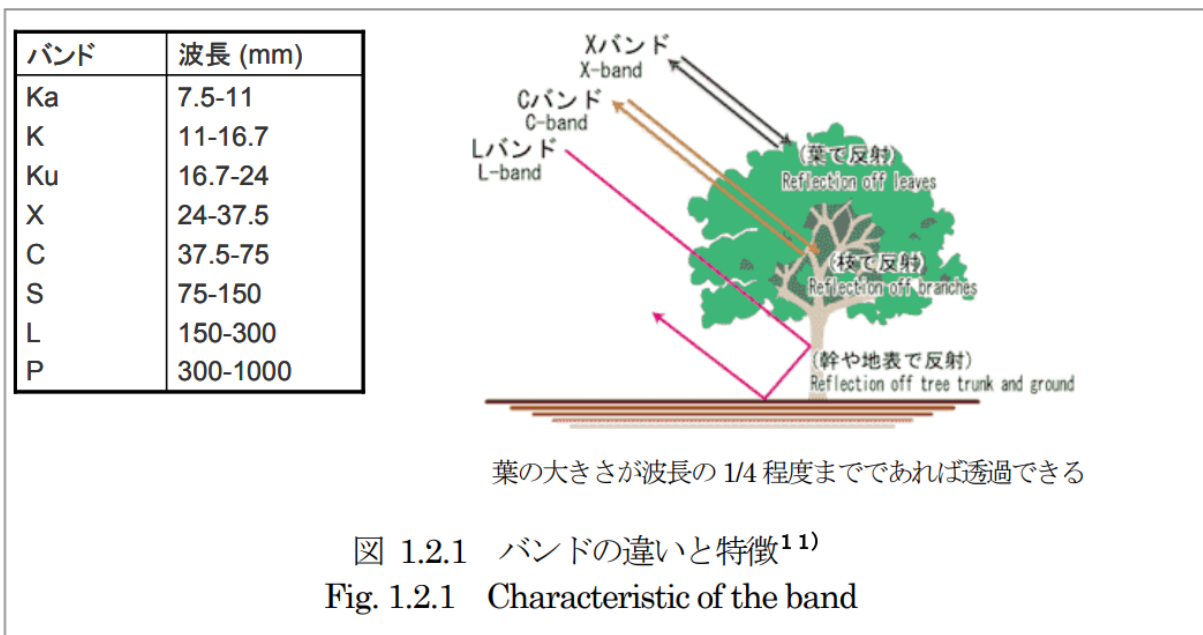 バンド 波長 (mm)
Ka 7.5-11
K 11-16.7
Ku 16.7-24
X 24-37.5
C 37.5-75
S 75-150
L 150-300
P 300-1000
Xバンド
X-band
Cバンド
C-band
Lバンド
L-band
(葉で反射)
Reflection off leaves
(枝で反射)
Reflection off branches
(幹や地表で反射)
Reflection off tree trunk and ground
葉の大きさが波長の 1/4 程度までであれば透過できる
図 1.2.1 バンドの違いと特徴11)
Fig. 1.2.1 Characteristic of the band